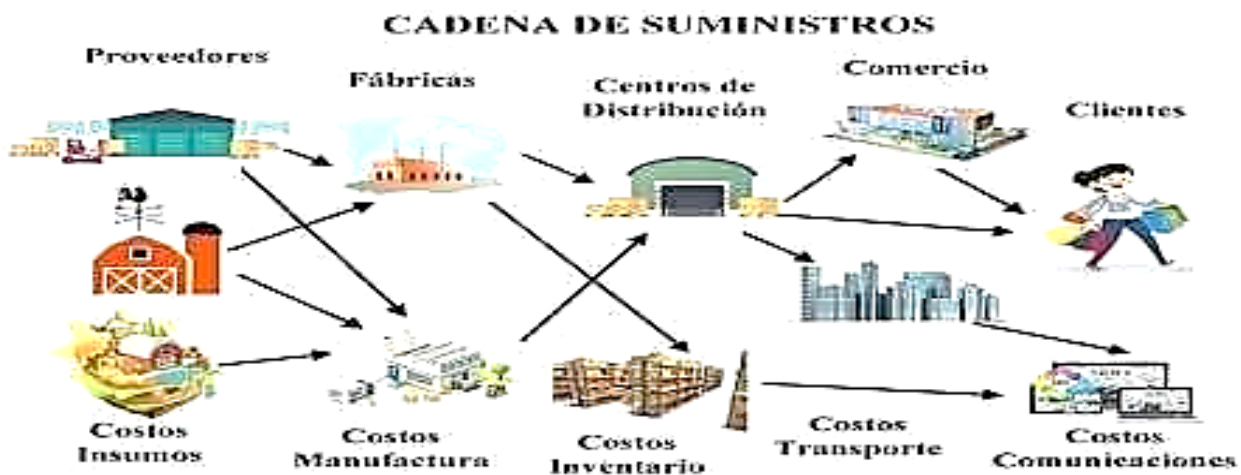 CADENA DE SUMINISTROS
Proveedores
Fábricas
Centros de
Distribución
Comercio
Clientes
Costos
Insumos
Costos
Manufactura
Costos
Inventario
Costos
Transporte
Costos
Comunicaciones